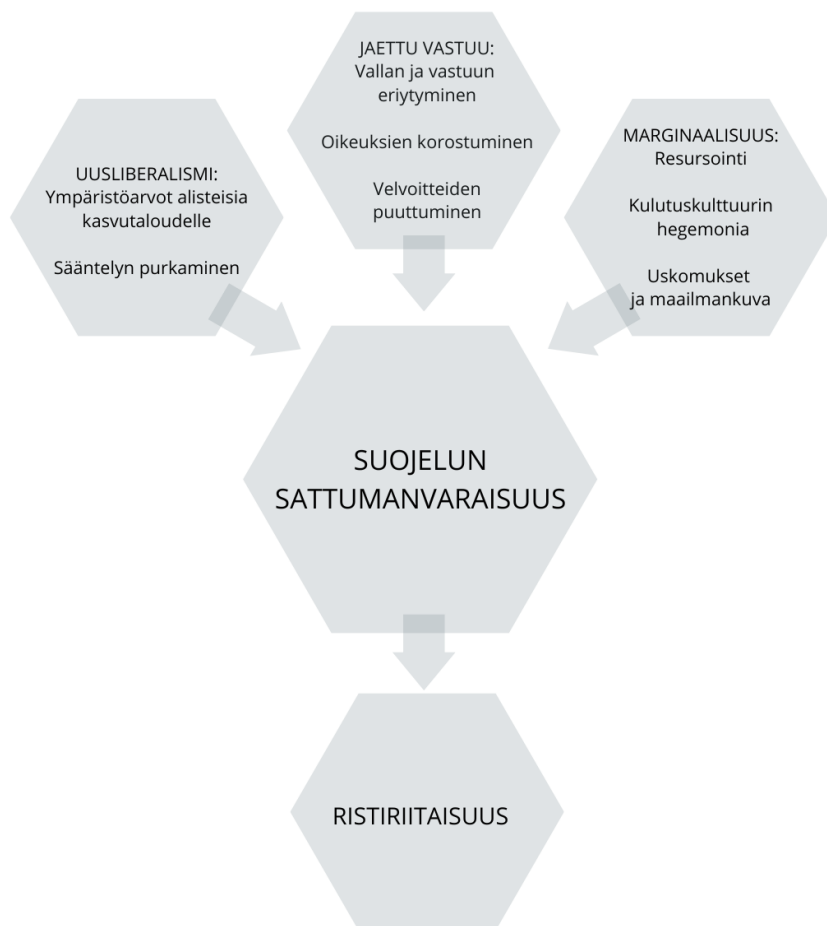 UUSLIBERALISMI:
Ympäristöarvot alisteisia
kasvutaloudelle
Sääntelyn purkaminen
JAETTU VASTUU:
Vallan ja vastuun
eriytyminen
Oikeuksien korostuminen
Velvoitteiden
puuttuminen
MARGINAALISUUS:
Resursointi
Kulutuskulttuurin
hegemonia
Uskomukset
ja maailmankuva
SUOJELUN
SATTUMANVARAISUUS
RISTIRIITAISUUS